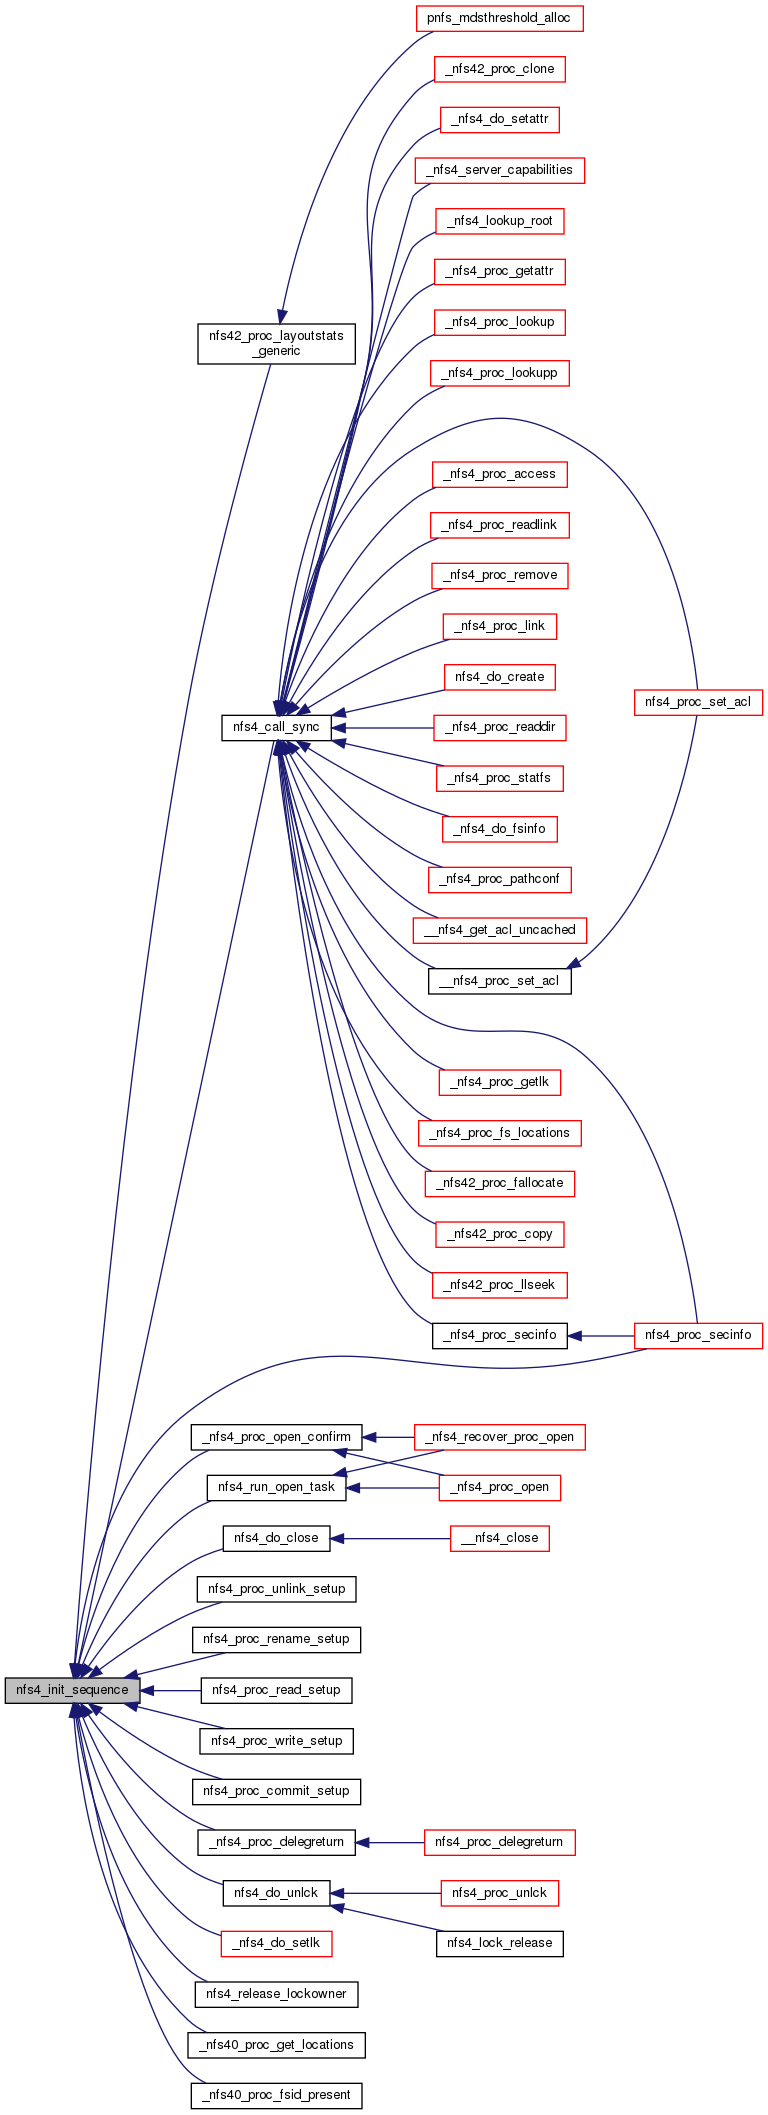 pnfs_mdsthreshold_alloc
_nfs42_proc_clone
_nfs4_do_setattr
_nfs4_server_capabilities
_nfs4_lookup_root
_nfs4_proc_getattr
_nfs4_proc_lookup
nfs42_proc_layoutstats
_generic
_nfs4_proc_lookupp
_nfs4_proc_access
_nfs4_proc_readlink
_nfs4_proc_remove
_nfs4_proc_link
nfs4_do_create
nfs4_proc_set_acl
nfs4_call_sync
_nfs4_proc_readdir
_nfs4_proc_statfs
_nfs4_do_fsinfo
_nfs4_proc_pathconf
__nfs4_get_acl_uncached
__nfs4_proc_set_acl
_nfs4_proc_getlk
_nfs4_proc_fs_locations
_nfs42_proc_fallocate
_nfs42_proc_copy
_nfs42_proc_llseek
_nfs4_proc_secinfo
nfs4_proc_secinfo
_nfs4_proc_open_confirm
_nfs4_recover_proc_open
nfs4_run_open_task
_nfs4_proc_open
nfs4_do_close
__nfs4_close
nfs4_proc_unlink_setup
nfs4_proc_rename_setup
nfs4_init_sequence
nfs4_proc_read_setup
nfs4_proc_write_setup
nfs4_proc_commit_setup
_nfs4_proc_delegreturn
nfs4_proc_delegreturn
nfs4_do_unlck
nfs4_proc_unlck
_nfs4_do_setlk
nfs4_lock_release
nfs4_release_lockowner
_nfs40_proc_get_locations
_nfs40_proc_fsid_present